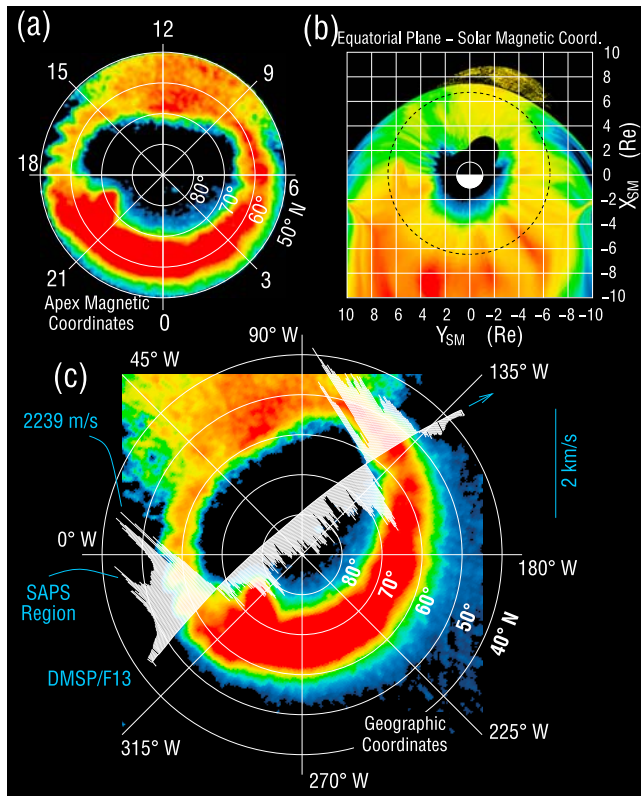 (a)
12
15
9
18
6
80°
70°
60°
50° N
21
3
Apex Magnetic
Coordinates
0
(b)
Equatorial Plane – Solar Magnetic Coord.
10
8
6
4
2
0
−2
−4
−6
−8
−10
X_SM (Re)
10 8 6 4 2 0 −2 −4 −6 −8 −10
Y_SM (Re)
(c)
90° W
45° W
135° W
2239 m/s
2 km/s
0° W
180° W
SAPS
Region
80°
70°
60°
50°
40° N
DMSP/F13
Geographic
Coordinates
315° W
225° W
270° W